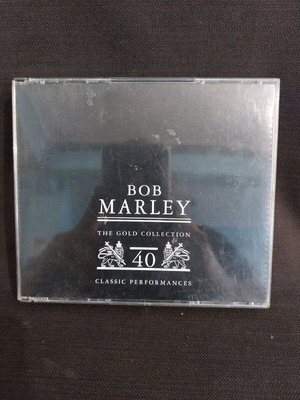 BOB
MARLEY
THE GOLD COLLECTION
40
CLASSIC PERFORMANCES